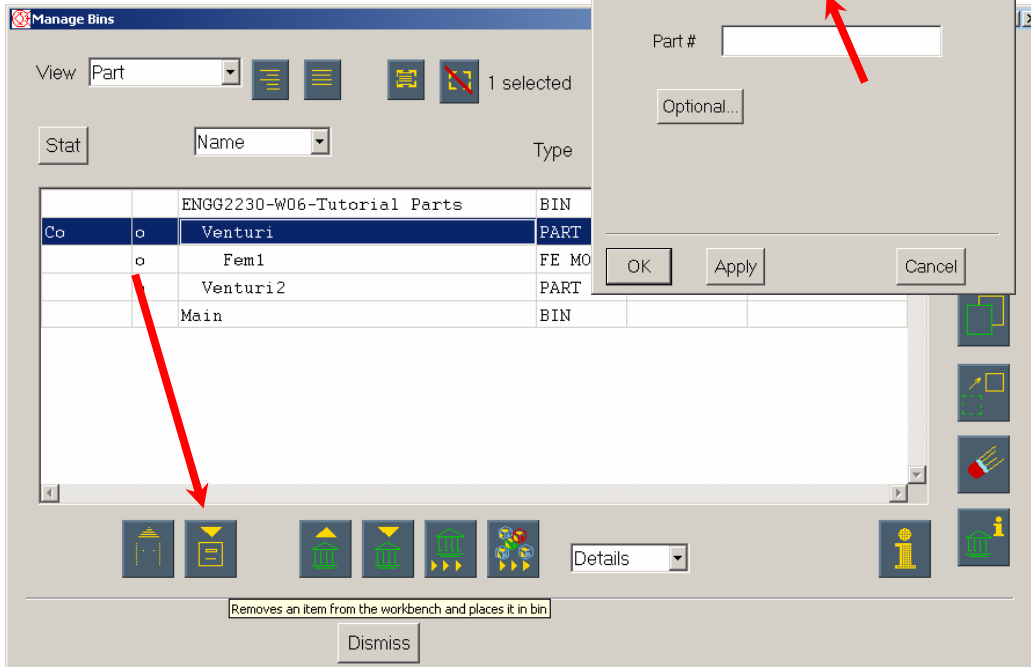 Manage Bins
Part #
View Part
1 selected
Optional...
Stat Name Type
ENGG2230-W06-Tutorial Parts BIN
Co o Venturi PART
o Fem1 FE MO
Venturi2 PART
Main BIN
OK Apply Cancel
Details
Removes an item from the workbench and places it in bin
Dismiss